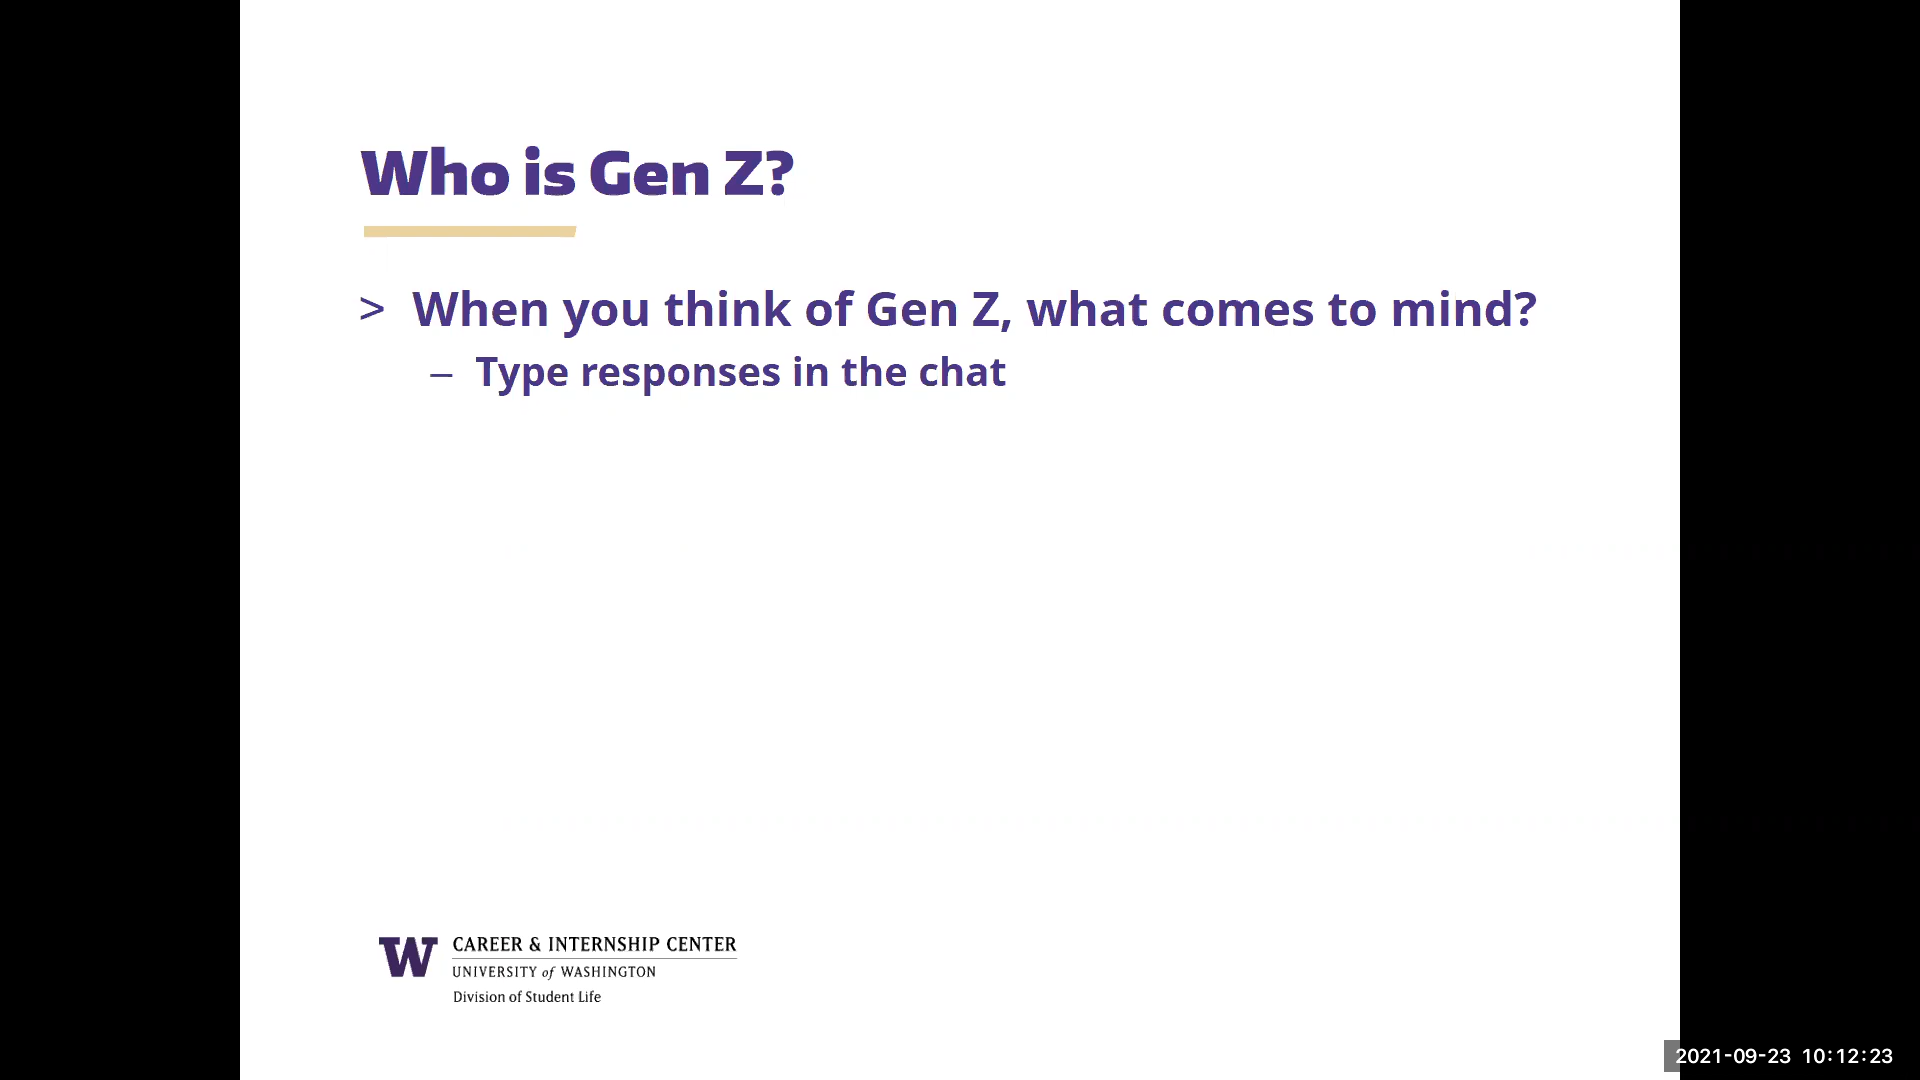 Who is Gen Z?
> When you think of Gen Z, what comes to mind?
– Type responses in the chat
W
CAREER & INTERNSHIP CENTER
UNIVERSITY of WASHINGTON
Division of Student Life
2021-09-23 10:12:23